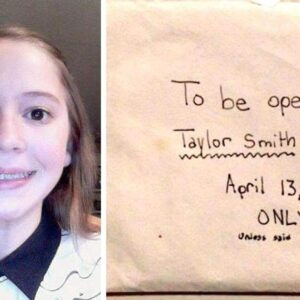 To be ope
Taylor Smith
April 13,
ONLY
Unless said